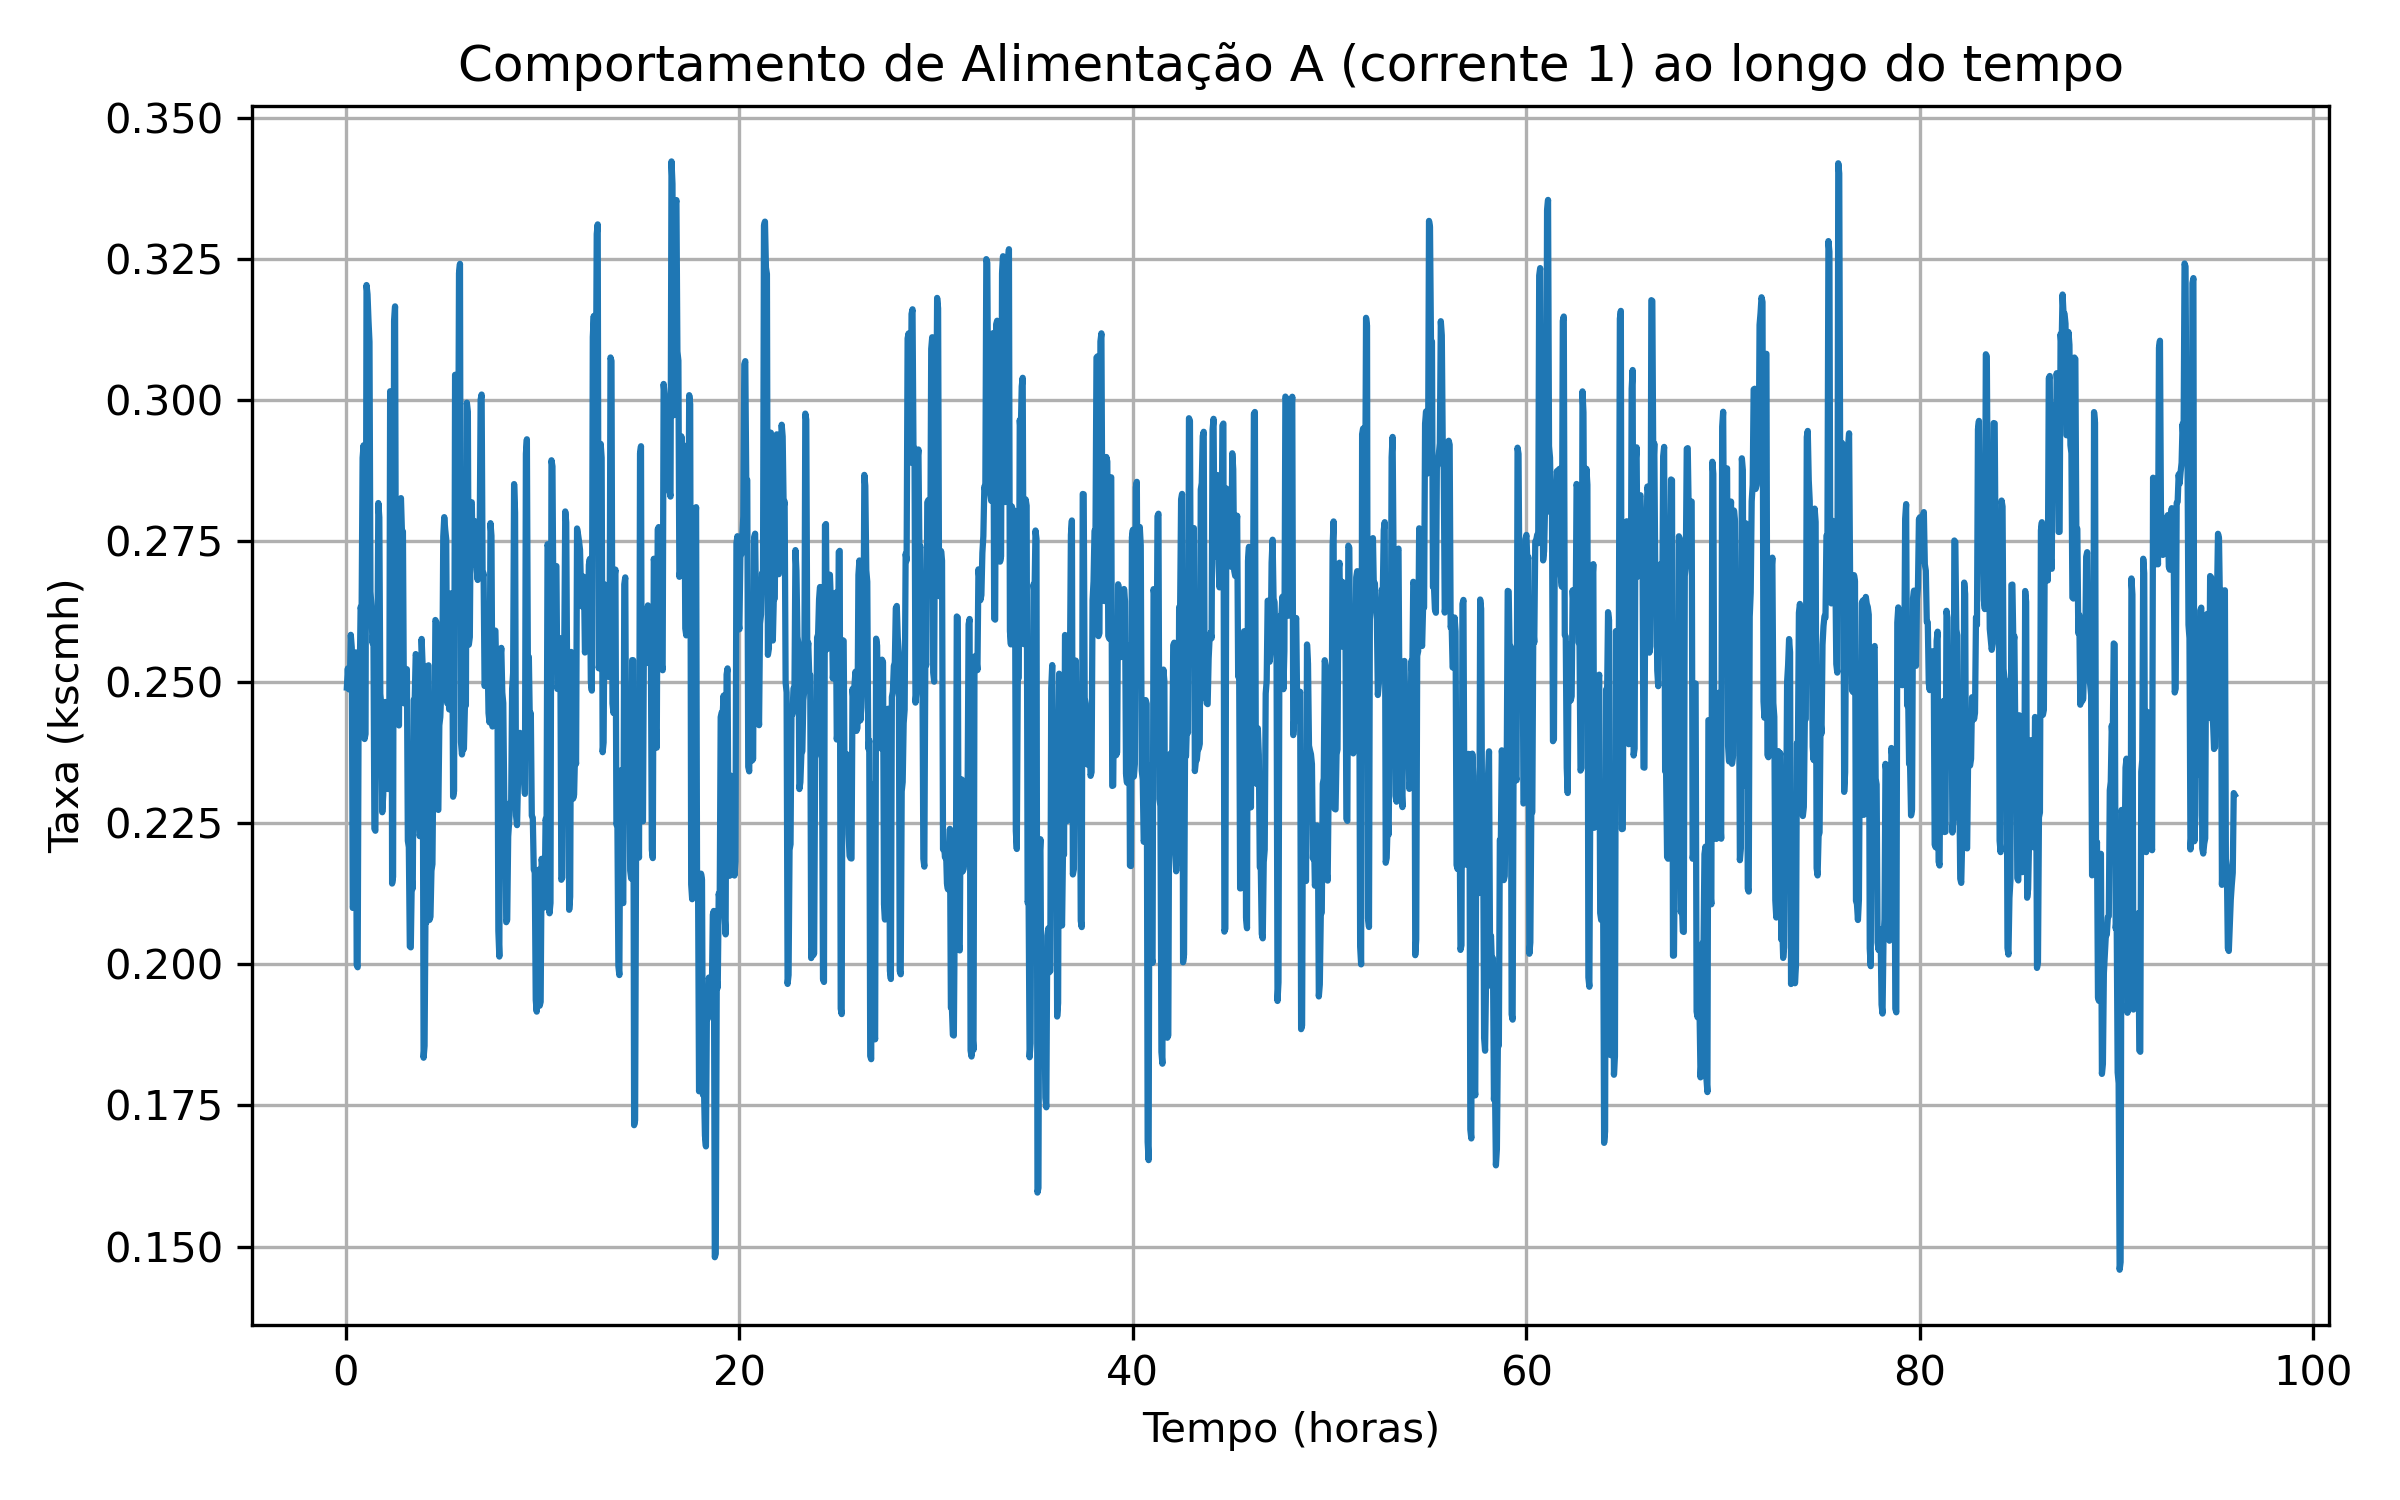 Comportamento de Alimentação A (corrente 1) ao longo do tempo
0.350
0.325
0.300
0.275
0.250
0.225
0.200
0.175
0.150
Taxa (kscmh)
0 20 40 60 80 100
Tempo (horas)